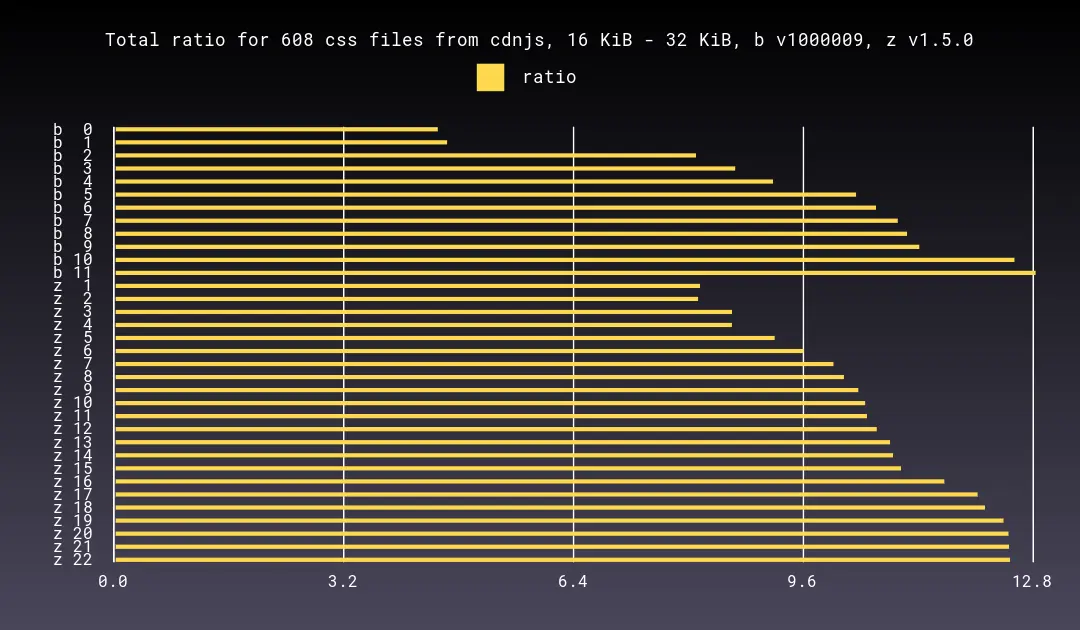 Total ratio for 608 css files from cdnjs, 16 KiB - 32 KiB, b v1000009, z v1.5.0
ratio
b 0
b 1
b 2
b 3
b 4
b 5
b 6
b 7
b 8
b 9
b 10
b 11
z 1
z 2
z 3
z 4
z 5
z 6
z 7
z 8
z 9
z 10
z 11
z 12
z 13
z 14
z 15
z 16
z 17
z 18
z 19
z 20
z 21
z 22
0.0 3.2 6.4 9.6 12.8